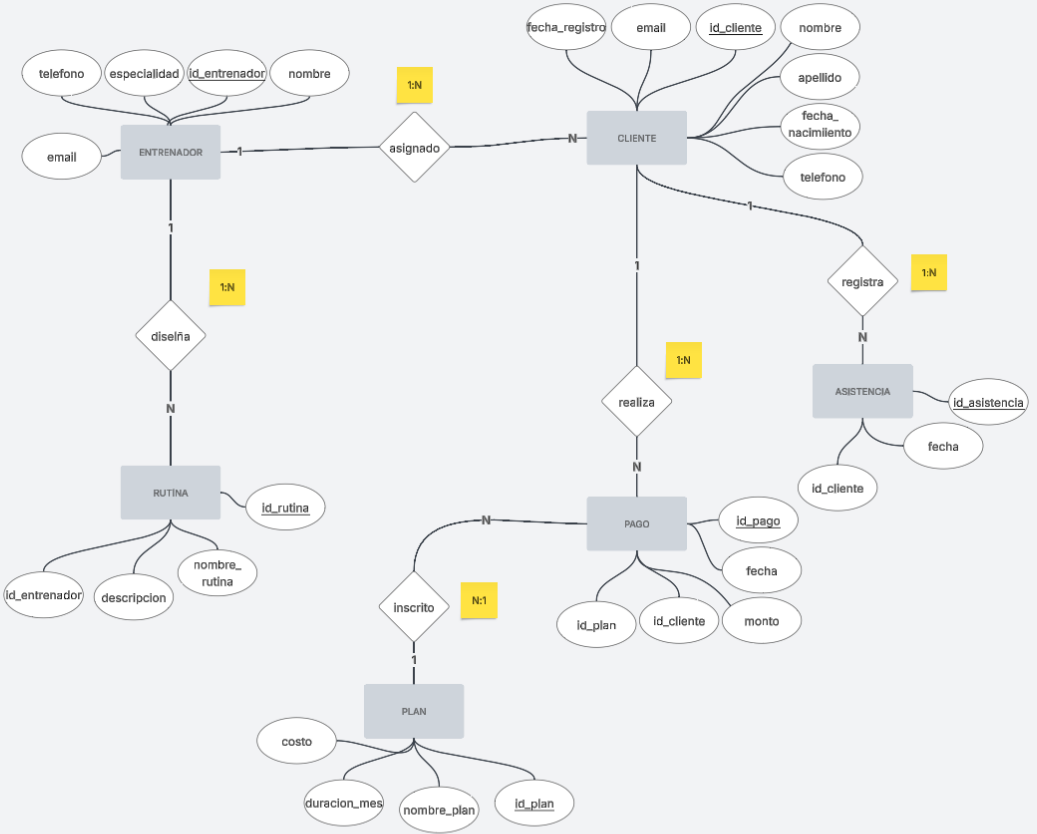 fecha_registro
email
id_cliente
nombre
telefono
especialidad
id_entrenador
nombre
1:N
apellido
fecha_
nacimiiento
ENTRENADOR
asignado
CLIENTE
email
1
N
telefono
1
1
1
1:N
1:N
registra
diselña
1:N
N
realiza
ASISTENCIA
id_asistencia
N
fecha
N
id_cliente
RUTINA
id_rutina
N
PAGO
id_pago
nombre_
rutina
fecha
id_entrenador
descripcion
inscrito
N:1
id_plan
id_cliente
monto
1
PLAN
costo
duracion_mes
nombre_plan
id_plan